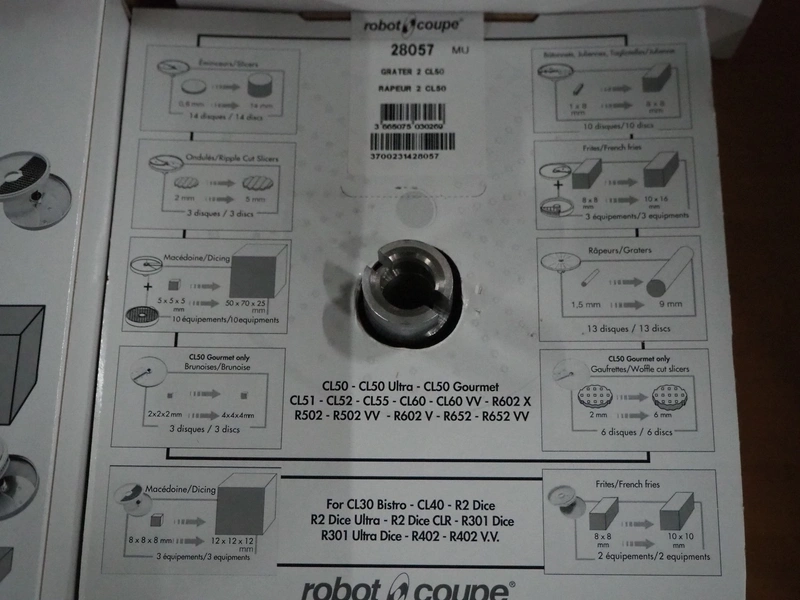 robot coupe®
28057 MU
GRATER 2 CL50
RAPEUR 2 CL50
3 665075 030269
3700231428057
Éminceurs/Slicers
0,6 mm
14 mm
14 disques / 14 discs
Ondulés/Ripple Cut Slicers
2 mm
5 mm
3 disques / 3 discs
Macédoine/Dicing
+
5 x 5 x 5 mm
50 x 70 x 25 mm
10 équipements/10 equipments
CL50 Gourmet only
Brunoises/Brunoise
2x2x2 mm
4x4x4mm
3 disques / 3 discs
Bâtonnets, Juliennes, Tagliatelles/Julienne
1 x 8 mm
8 x 8 mm
10 disques/10 discs
Frites/French fries
+
8 x 8 mm
10 x 16 mm
3 équipements/3 equipments
Râpeurs/Graters
1,5 mm
9 mm
13 disques / 13 discs
CL50 Gourmet only
Gaufrettes/Waffle cut slicers
2 mm
6 mm
6 disques / 6 discs
CL50 - CL50 Ultra - CL50 Gourmet
CL51 - CL52 - CL55 - CL60 - CL60 VV - R602 X
R502 - R502 VV - R602 V - R652 - R652 VV
Macédoine/Dicing
8 x 8 x 8 mm
12 x 12 x 12 mm
3 équipements/3 equipments
For CL30 Bistro - CL40 - R2 Dice
R2 Dice Ultra - R2 Dice CLR - R301 Dice
R301 Ultra Dice - R402 - R402 V.V.
Frites/French fries
8 x 8 mm
10 x 10 mm
2 équipements/2 equipments
robot coupe®